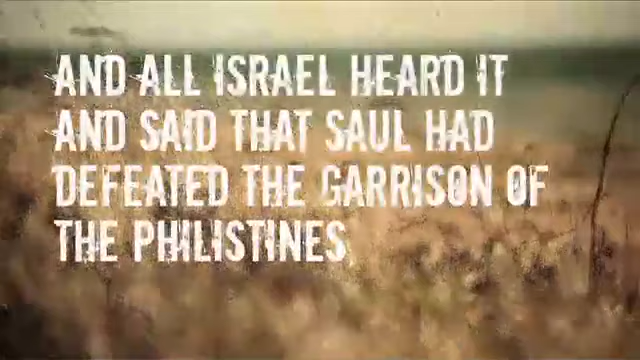 AND ALL ISRAEL HEARD IT
AND SAID THAT SAUL HAD
DEFEATED THE GARRISON OF
THE PHILISTINES